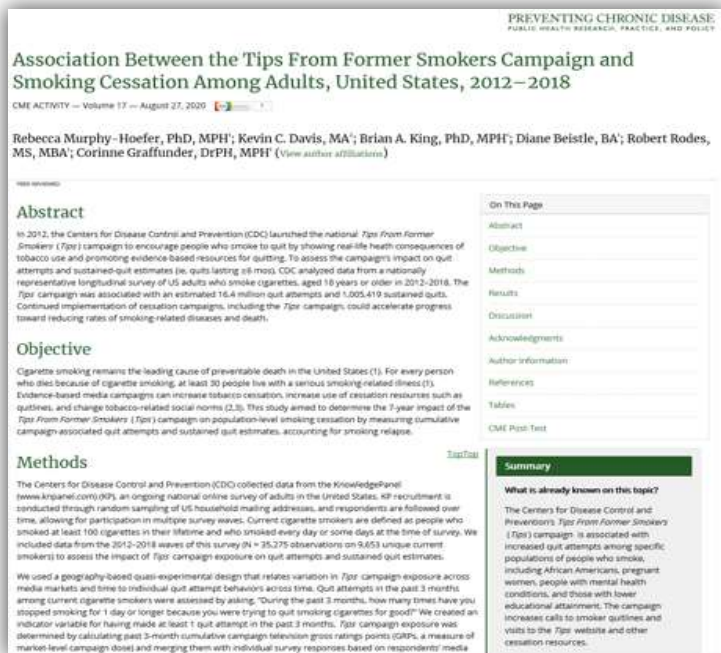 PREVENTING CHRONIC DISEASE
PUBLIC HEALTH RESEARCH, PRACTICE, AND POLICY
Association Between the Tips From Former Smokers Campaign and
Smoking Cessation Among Adults, United States, 2012–2018
CME ACTIVITY — Volume 17 — August 27, 2020
Rebecca Murphy-Hoefer, PhD, MPH¹; Kevin C. Davis, MA²; Brian A. King, PhD, MPH¹; Diane Beistle, BA¹; Robert Rodes,
MS, MBA¹; Corinne Graffunder, DrPH, MPH¹ (View author affiliations)
PEER REVIEWED
Abstract
In 2012, the Centers for Disease Control and Prevention (CDC) launched the national Tips From Former
Smokers (Tips) campaign to encourage people who smoke to quit by showing real-life heath consequences of
tobacco use and promoting evidence-based resources for quitting. To assess the campaign's impact on quit
attempts and sustained-quit estimates (ie, quits lasting ≥6 mos), CDC analyzed data from a nationally
representative longitudinal survey of US adults who smoke cigarettes, aged 18 years or older in 2012–2018. The
Tips campaign was associated with an estimated 16.4 million quit attempts and 1,005,419 sustained quits.
Continued implementation of cessation campaigns, including the Tips campaign, could accelerate progress
toward reducing rates of smoking-related diseases and death.
Objective
Cigarette smoking remains the leading cause of preventable death in the United States (1). For every person
who dies because of cigarette smoking, at least 30 people live with a serious smoking-related illness (1).
Evidence-based media campaigns can increase tobacco cessation, increase use of cessation resources such as
quitlines, and change tobacco-related social norms (2,3). This study aimed to determine the 7-year impact of the
Tips From Former Smokers (Tips) campaign on population-level smoking cessation by measuring cumulative
campaign-associated quit attempts and sustained quit estimates, accounting for smoking relapse.
TopTop
Methods
The Centers for Disease Control and Prevention (CDC) collected data from the KnowledgePanel
(www.knpanel.com) (KP), an ongoing national online survey of adults in the United States. KP recruitment is
conducted through random sampling of US household mailing addresses, and respondents are followed over
time, allowing for participation in multiple survey waves. Current cigarette smokers are defined as people who
smoked at least 100 cigarettes in their lifetime and who smoked every day or some days at the time of survey. We
included data from the 2012–2018 waves of this survey (N = 35,275 observations on 9,653 unique current
smokers) to assess the impact of Tips campaign exposure on quit attempts and sustained quit estimates.
We used a geography-based quasi-experimental design that relates variation in Tips campaign exposure across
media markets and time to individual quit attempt behaviors across time. Quit attempts in the past 3 months
among current cigarette smokers were assessed by asking, "During the past 3 months, how many times have you
stopped smoking for 1 day or longer because you were trying to quit smoking cigarettes for good?" We created an
indicator variable for having made at least 1 quit attempt in the past 3 months. Tips campaign exposure was
determined by calculating past 3-month cumulative campaign television gross ratings points (GRPs, a measure of
market-level campaign dose) and merging them with individual survey responses based on respondents' media
On This Page
Abstract
Objective
Methods
Results
Discussion
Acknowledgments
Author Information
References
Tables
CME Post-Test
Summary
What is already known on this topic?
The Centers for Disease Control and
Prevention's Tips From Former Smokers
(Tips) campaign is associated with
increased quit attempts among specific
populations of people who smoke,
including African Americans, pregnant
women, people with mental health
conditions, and those with lower
educational attainment. The campaign
increases calls to smoker quitlines and
visits to the Tips website and other
cessation resources.